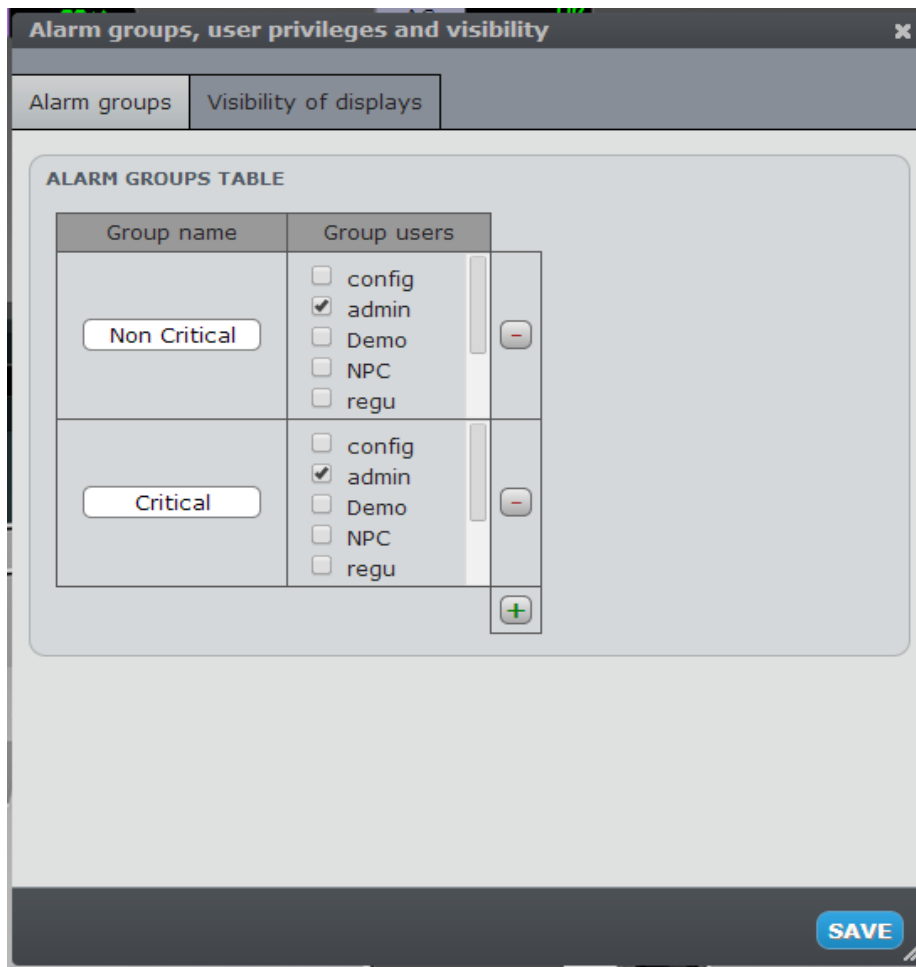 Alarm groups, user privileges and visibility
Alarm groups Visibility of displays
ALARM GROUPS TABLE
Group name Group users
Non Critical
config
admin
Demo
NPC
regu
Critical
config
admin
Demo
NPC
regu
SAVE